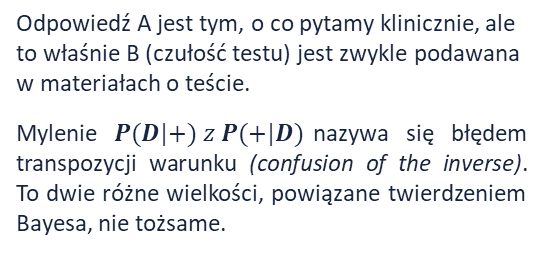 Odpowiedź A jest tym, o co pytamy klinicznie, ale
to właśnie B (czułość testu) jest zwykle podawana
w materiałach o teście.
Mylenie P(D|+) z P(+|D) nazywa się błędem
transpozycji warunku (confusion of the inverse).
To dwie różne wielkości, powiązane twierdzeniem
Bayesa, nie tożsame.